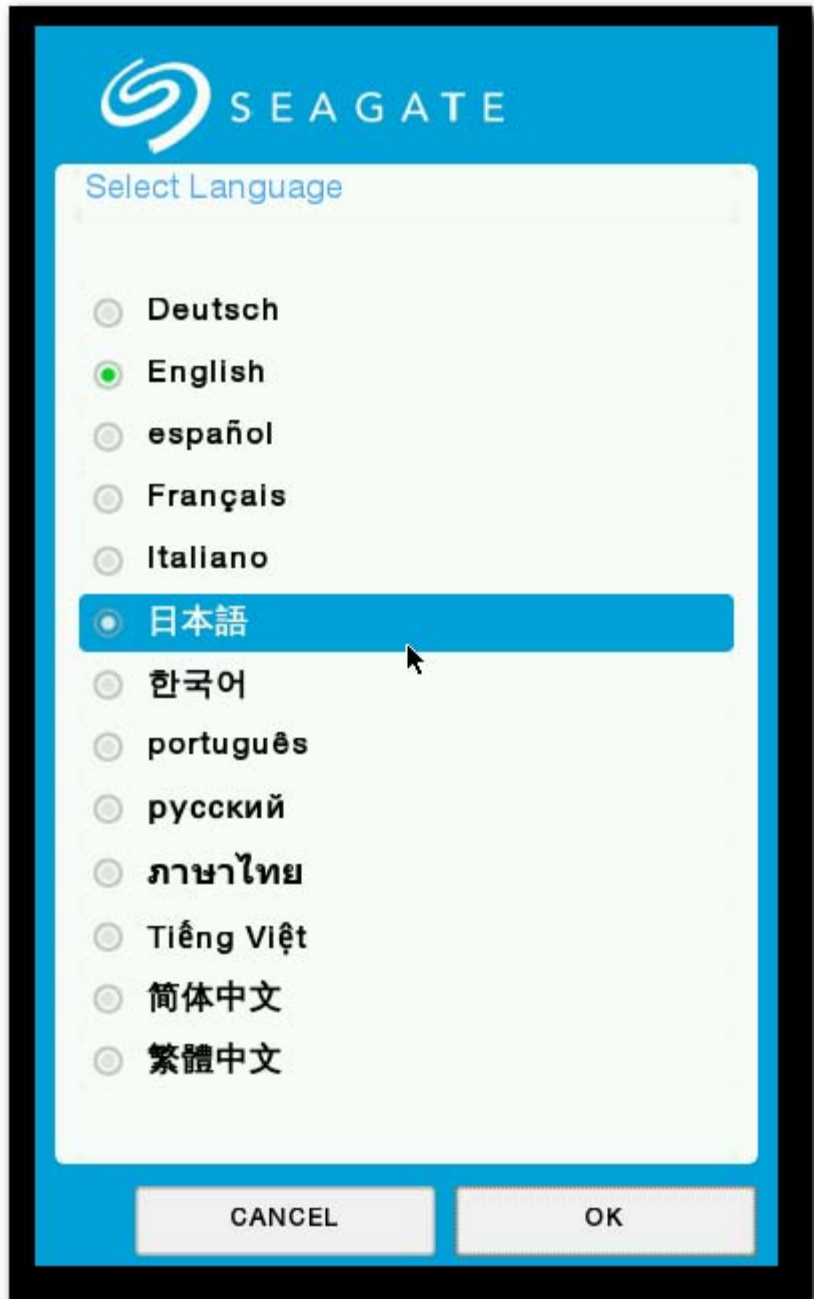 SEAGATE
Select Language
Deutsch
English
español
Français
Italiano
日本語
한국어
português
русский
ภาษาไทย
Tiếng Việt
简体中文
繁體中文
CANCEL
OK